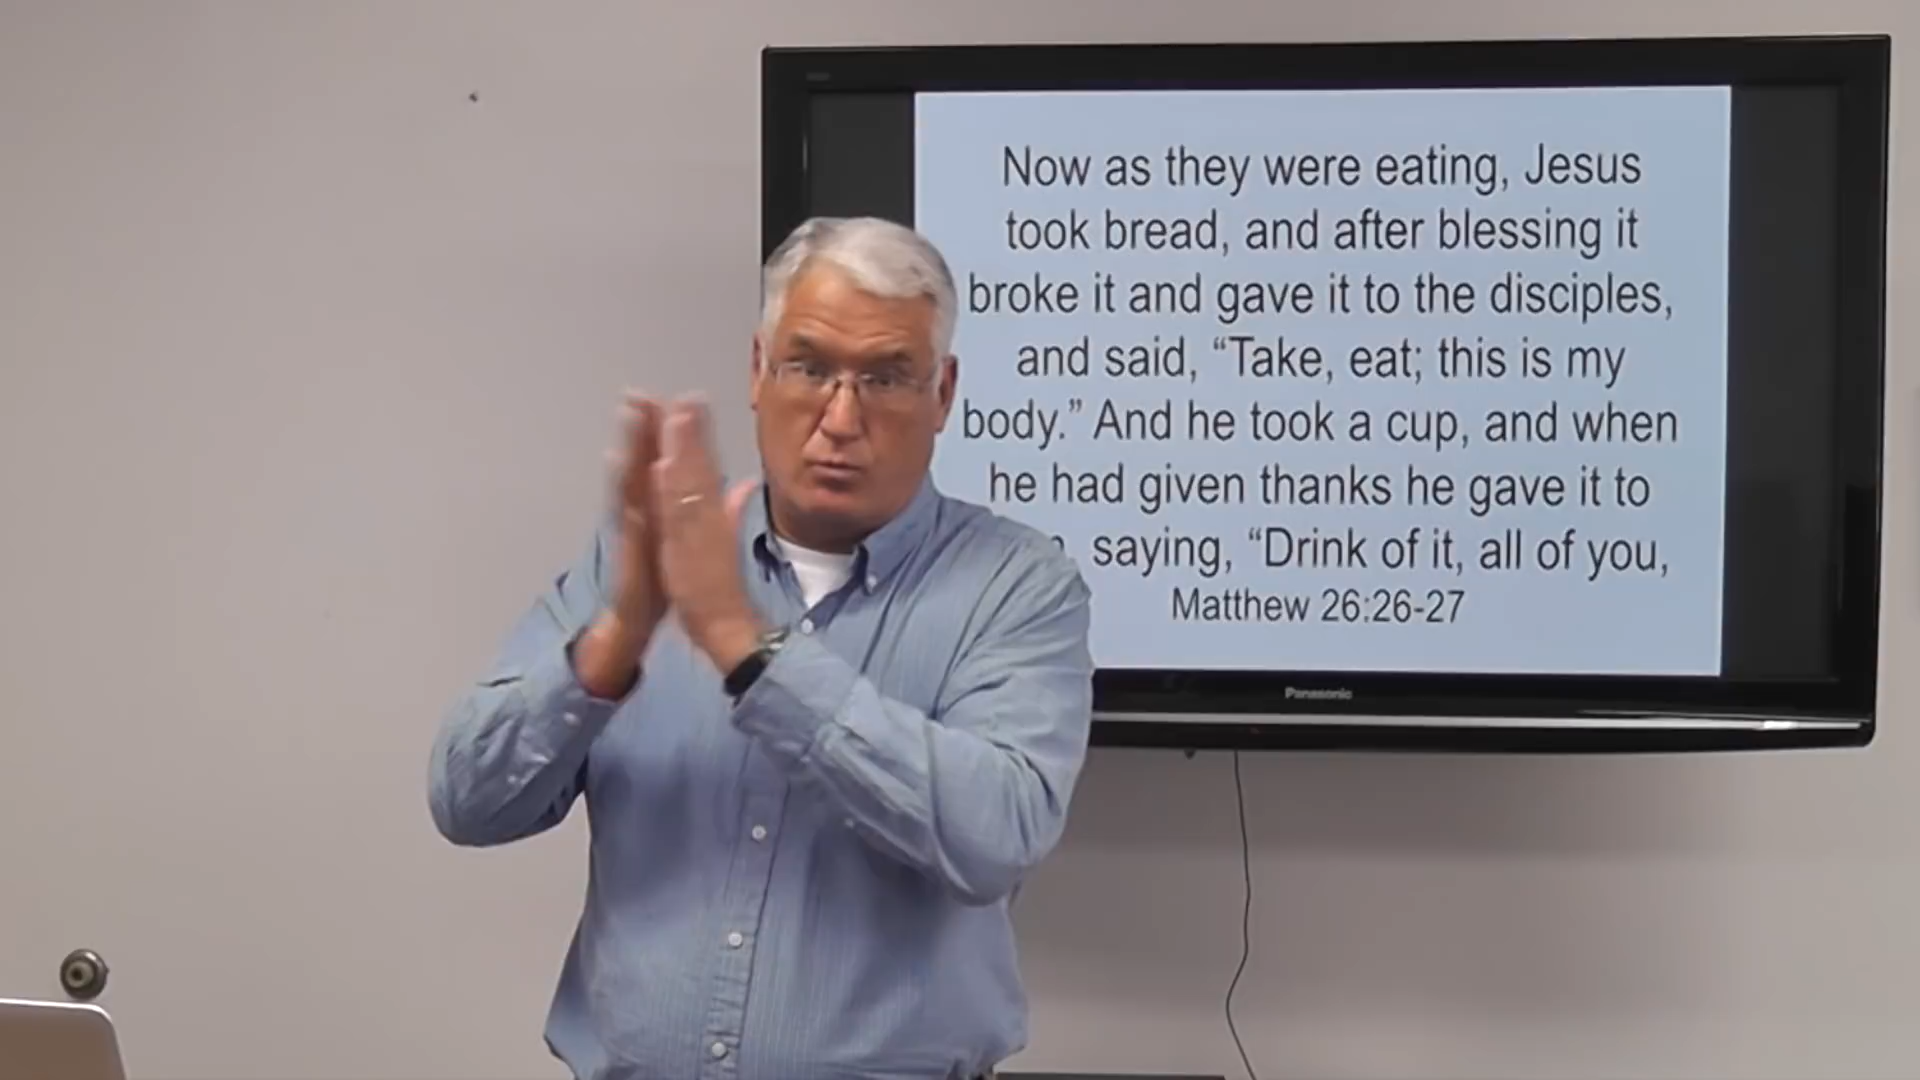 Now as they were eating, Jesus
took bread, and after blessing it
broke it and gave it to the disciples,
and said, “Take, eat; this is my
body.” And he took a cup, and when
he had given thanks he gave it to
saying, “Drink of it, all of you,
Matthew 26:26-27
Panasonic